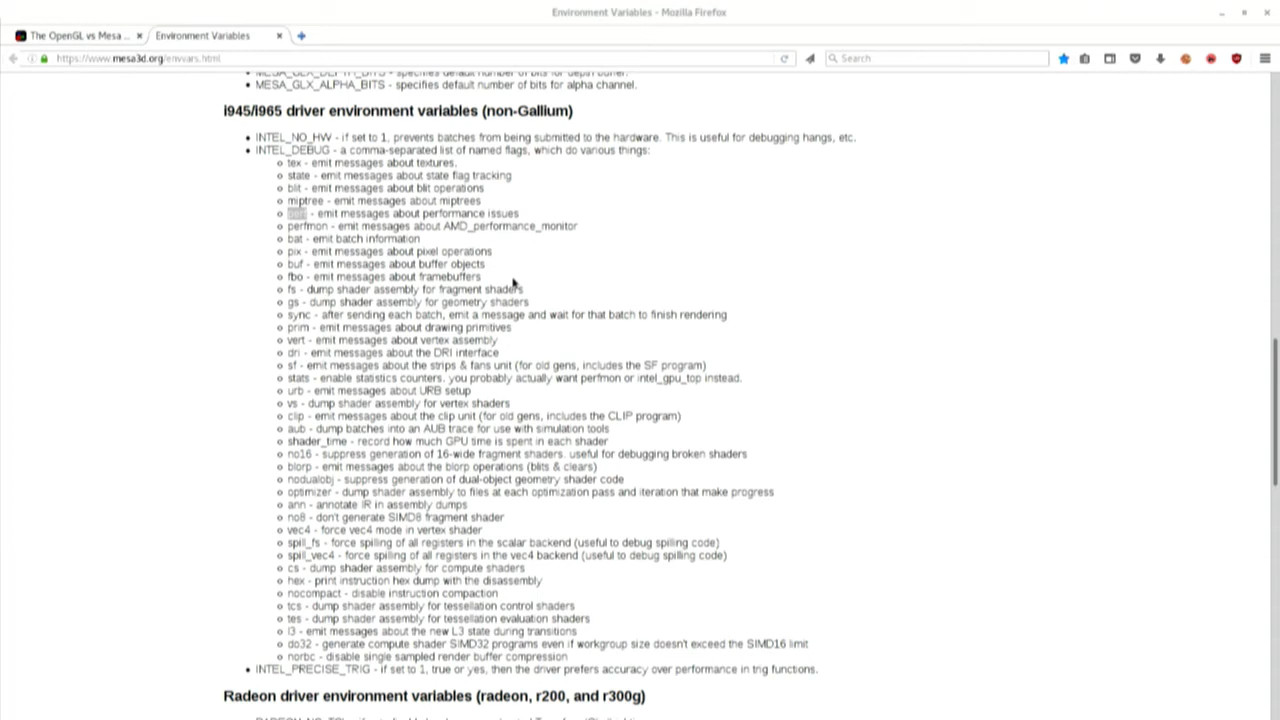 Environment Variables - Mozilla Firefox
The OpenGL vs Mesa ...
Environment Variables
https://www.mesa3d.org/envvars.html
Search
MESA_GLX_DEPTH_BITS - specifies default number of bits for depth buffer.
MESA_GLX_ALPHA_BITS - specifies default number of bits for alpha channel.
i945/i965 driver environment variables (non-Gallium)
INTEL_NO_HW - if set to 1, prevents batches from being submitted to the hardware. This is useful for debugging hangs, etc.
INTEL_DEBUG - a comma-separated list of named flags, which do various things:
tex - emit messages about textures.
state - emit messages about state flag tracking
blit - emit messages about blit operations
miptree - emit messages about miptrees
perf - emit messages about performance issues
perfmon - emit messages about AMD_performance_monitor
bat - emit batch information
pix - emit messages about pixel operations
buf - emit messages about buffer objects
fbo - emit messages about framebuffers
fs - dump shader assembly for fragment shaders
gs - dump shader assembly for geometry shaders
sync - after sending each batch, emit a message and wait for that batch to finish rendering
prim - emit messages about drawing primitives
vert - emit messages about vertex assembly
dri - emit messages about the DRI interface
sf - emit messages about the strips & fans unit (for old gens, includes the SF program)
stats - enable statistics counters. you probably actually want perfmon or intel_gpu_top instead.
urb - emit messages about URB setup
vs - dump shader assembly for vertex shaders
clip - emit messages about the clip unit (for old gens, includes the CLIP program)
aub - dump batches into an AUB trace for use with simulation tools
shader_time - record how much GPU time is spent in each shader
no16 - suppress generation of 16-wide fragment shaders. useful for debugging broken shaders
blorp - emit messages about the blorp operations (blits & clears)
nodualobj - suppress generation of dual-object geometry shader code
optimizer - dump shader assembly to files at each optimization pass and iteration that make progress
ann - annotate IR in assembly dumps
no8 - don't generate SIMD8 fragment shader
vec4 - force vec4 mode in vertex shader
spill_fs - force spilling of all registers in the scalar backend (useful to debug spilling code)
spill_vec4 - force spilling of all registers in the vec4 backend (useful to debug spilling code)
cs - dump shader assembly for compute shaders
hex - print instruction hex dump with the disassembly
nocompact - disable instruction compaction
tcs - dump shader assembly for tessellation control shaders
tes - dump shader assembly for tessellation evaluation shaders
l3 - emit messages about the new L3 state during transitions
do32 - generate compute shader SIMD32 programs even if workgroup size doesn't exceed the SIMD16 limit
norbc - disable single sampled render buffer compression
INTEL_PRECISE_TRIG - if set to 1, true or yes, then the driver prefers accuracy over performance in trig functions.
Radeon driver environment variables (radeon, r200, and r300g)